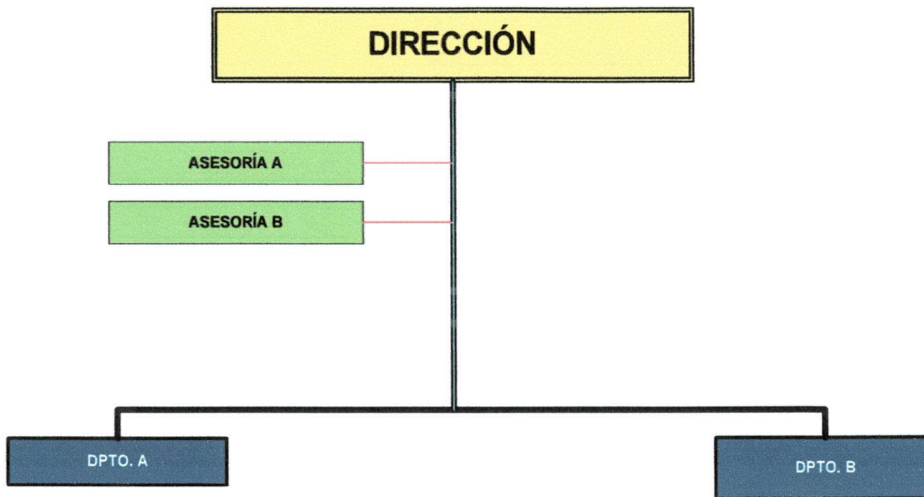 DIRECCIÓN
ASESORÍA A
ASESORÍA B
DPTO. A
DPTO. B